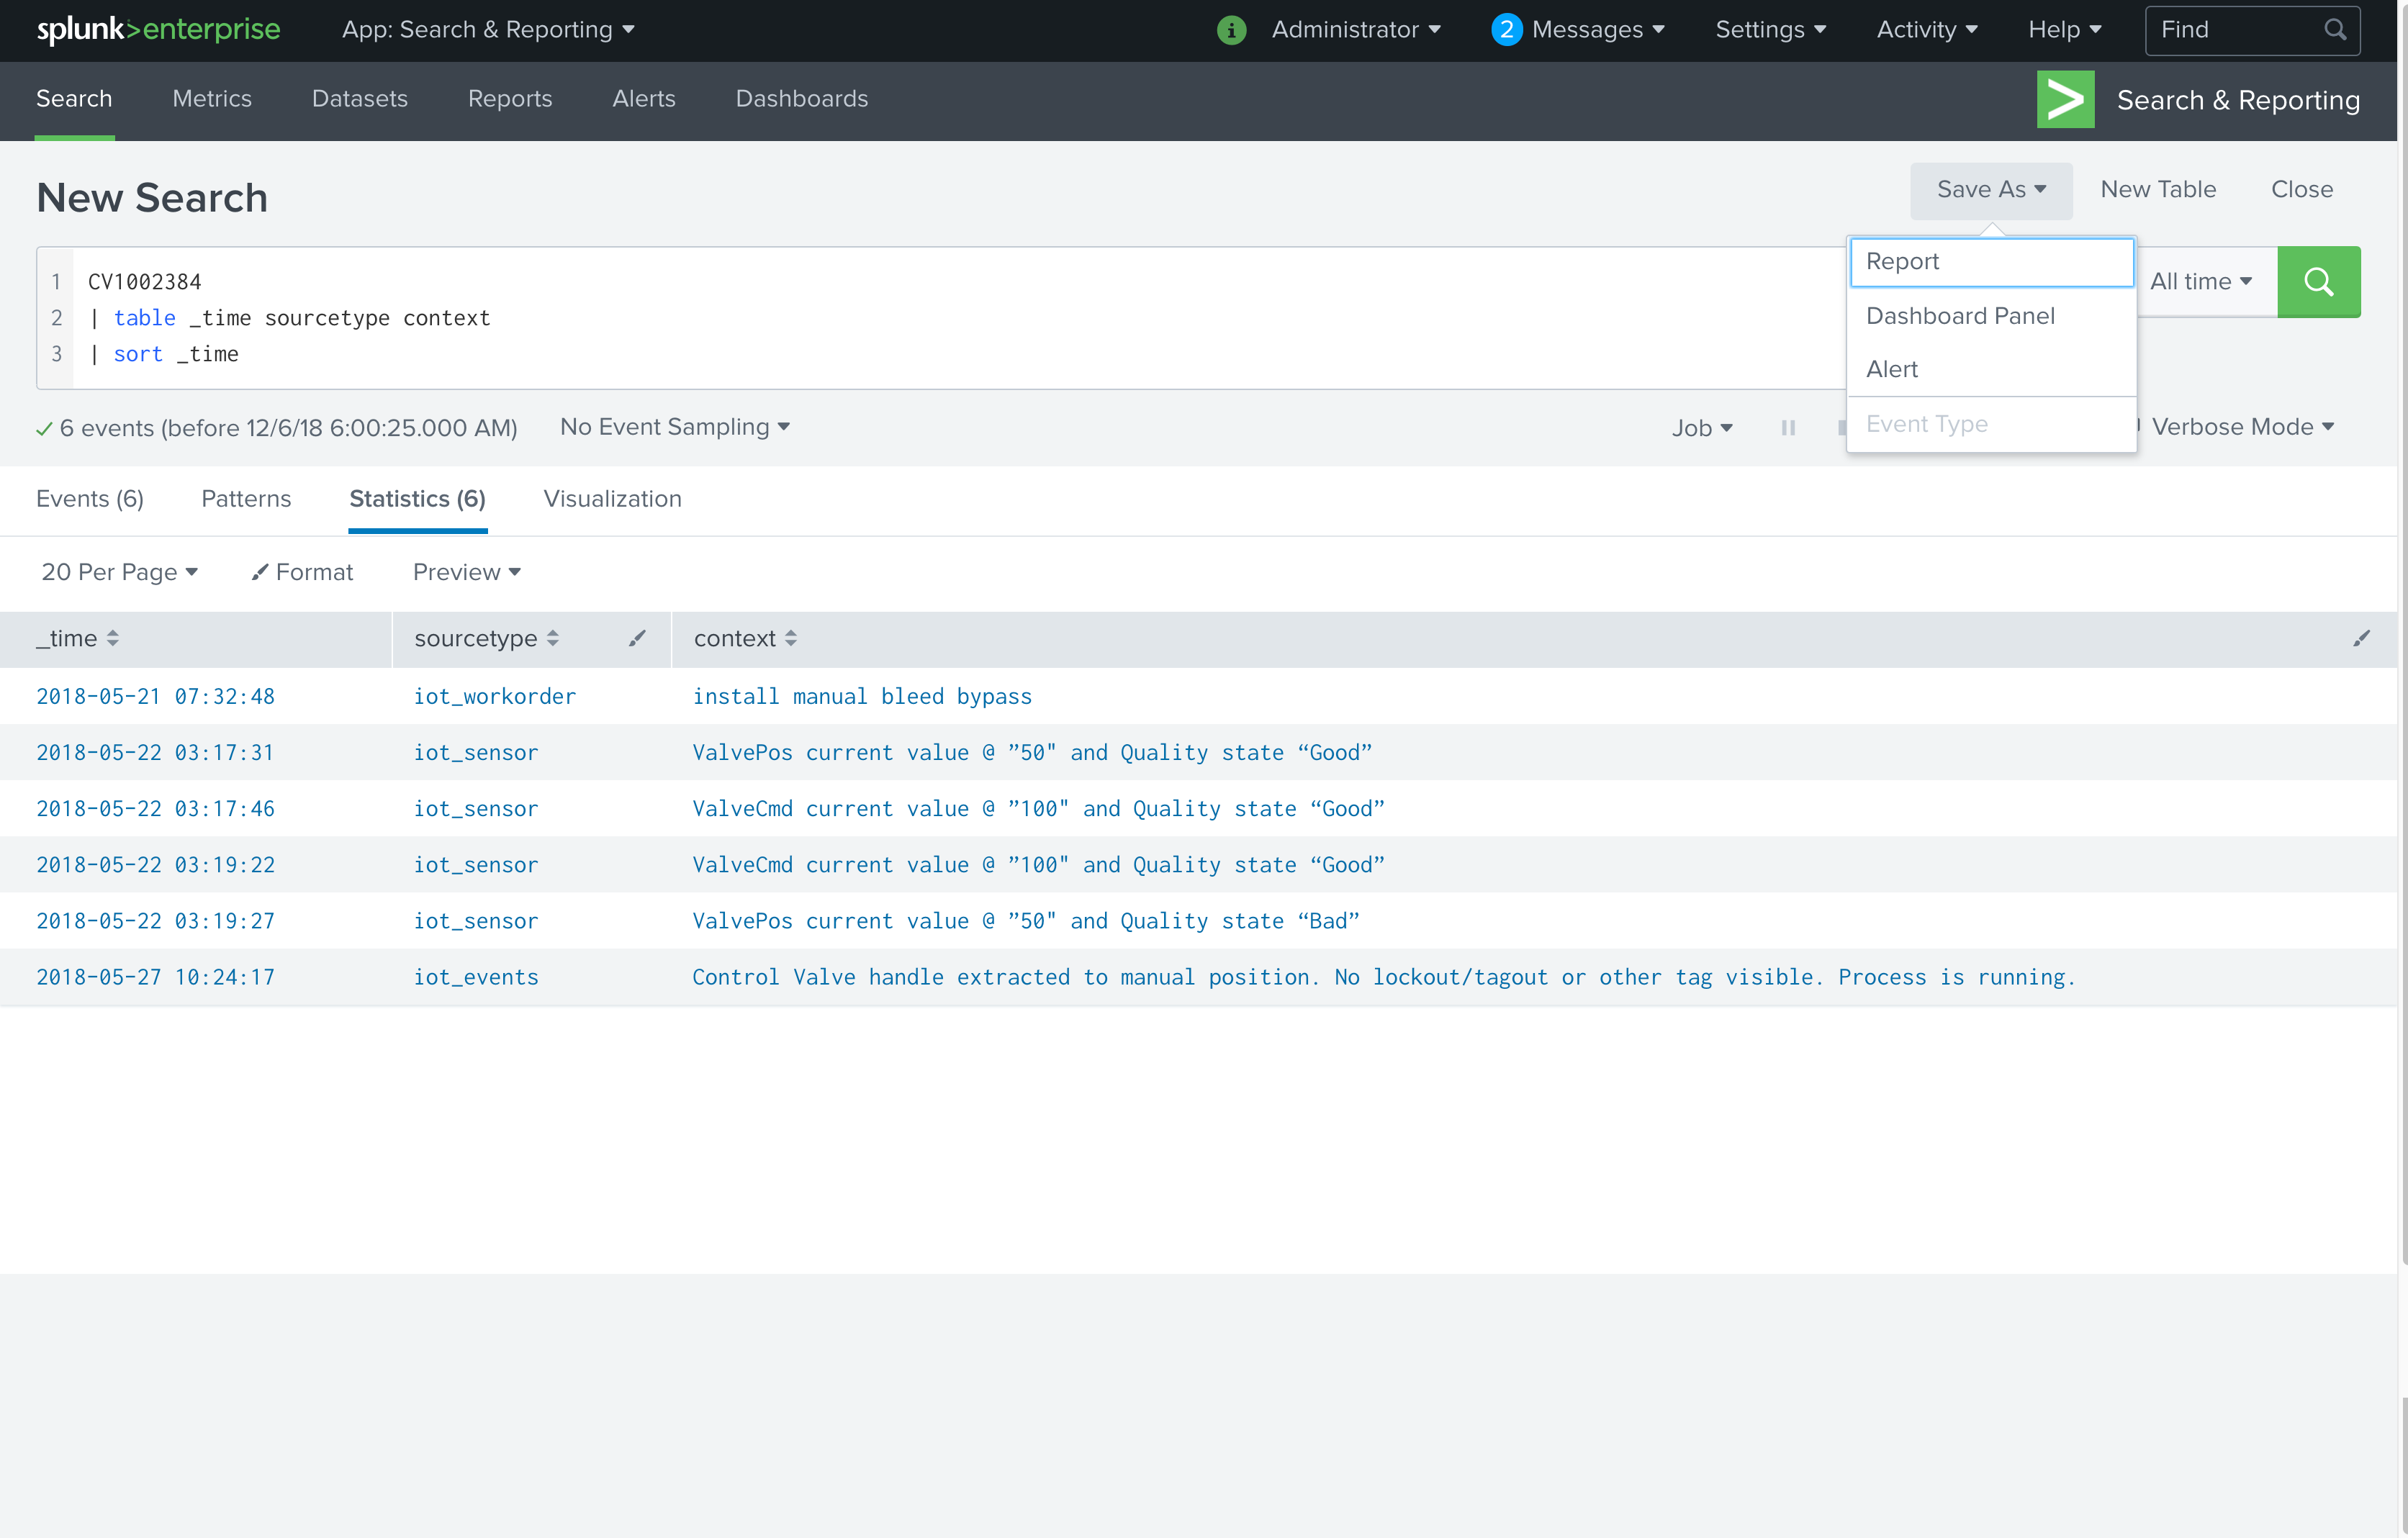 splunk>enterprise App: Search & Reporting i Administrator 2 Messages Settings Activity Help Find
Search Metrics Datasets Reports Alerts Dashboards Search & Reporting
New Search Save As New Table Close
Report
Dashboard Panel
Alert
Event Type
All time
1 CV1002384
2 | table _time sourcetype context
3 | sort _time
6 events (before 12/6/18 6:00:25.000 AM) No Event Sampling Job Verbose Mode
Events (6) Patterns Statistics (6) Visualization
20 Per Page Format Preview
_time sourcetype context
2018-05-21 07:32:48 iot_workorder install manual bleed bypass
2018-05-22 03:17:31 iot_sensor ValvePos current value @ ”50" and Quality state “Good”
2018-05-22 03:17:46 iot_sensor ValveCmd current value @ ”100" and Quality state “Good”
2018-05-22 03:19:22 iot_sensor ValveCmd current value @ ”100" and Quality state “Good”
2018-05-22 03:19:27 iot_sensor ValvePos current value @ ”50" and Quality state “Bad”
2018-05-27 10:24:17 iot_events Control Valve handle extracted to manual position. No lockout/tagout or other tag visible. Process is running.